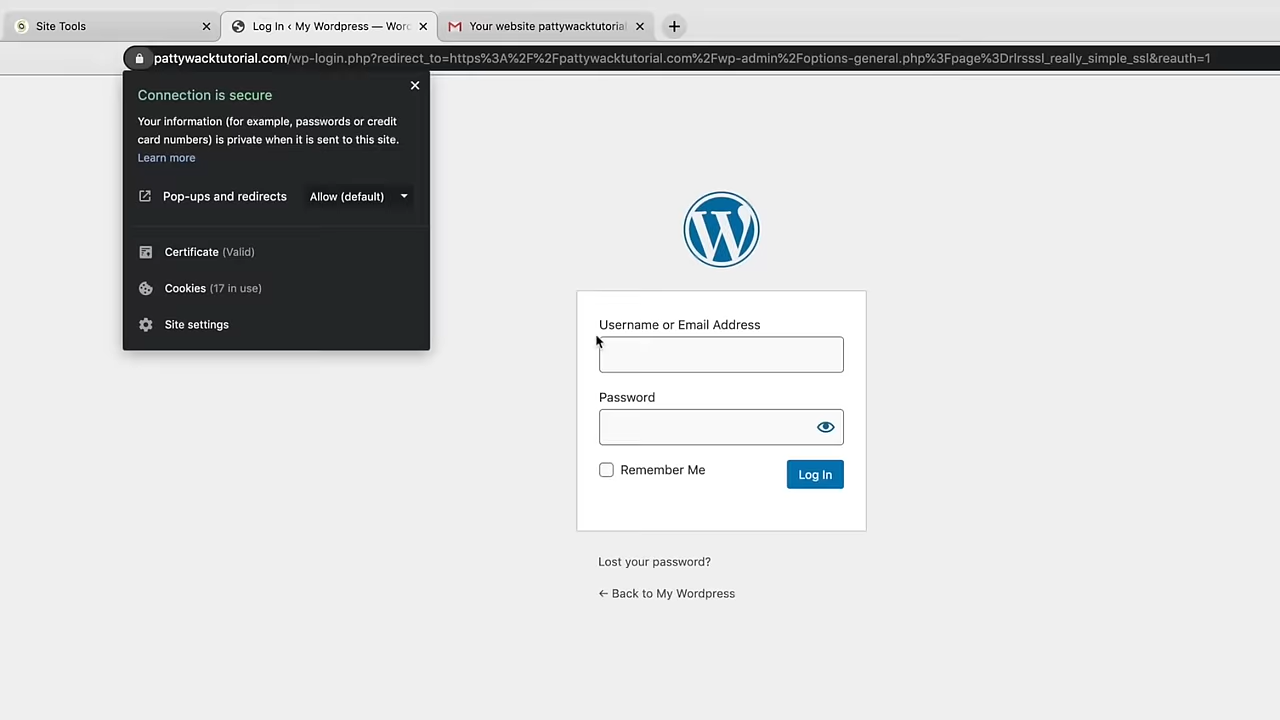 Site Tools
Log In ‹ My Wordpress — Worc
Your website pattywacktutorial
pattywacktutorial.com/wp-login.php?redirect_to=https%3A%2F%2Fpattywacktutorial.com%2Fwp-admin%2Foptions-general.php%3Fpage%3Drlrsssl_really_simple_ssl&reauth=1
Connection is secure
Your information (for example, passwords or credit
card numbers) is private when it is sent to this site.
Learn more
Pop-ups and redirects
Allow (default)
Certificate (Valid)
Cookies (17 in use)
Site settings
Username or Email Address
Password
Remember Me
Log In
Lost your password?
← Back to My Wordpress